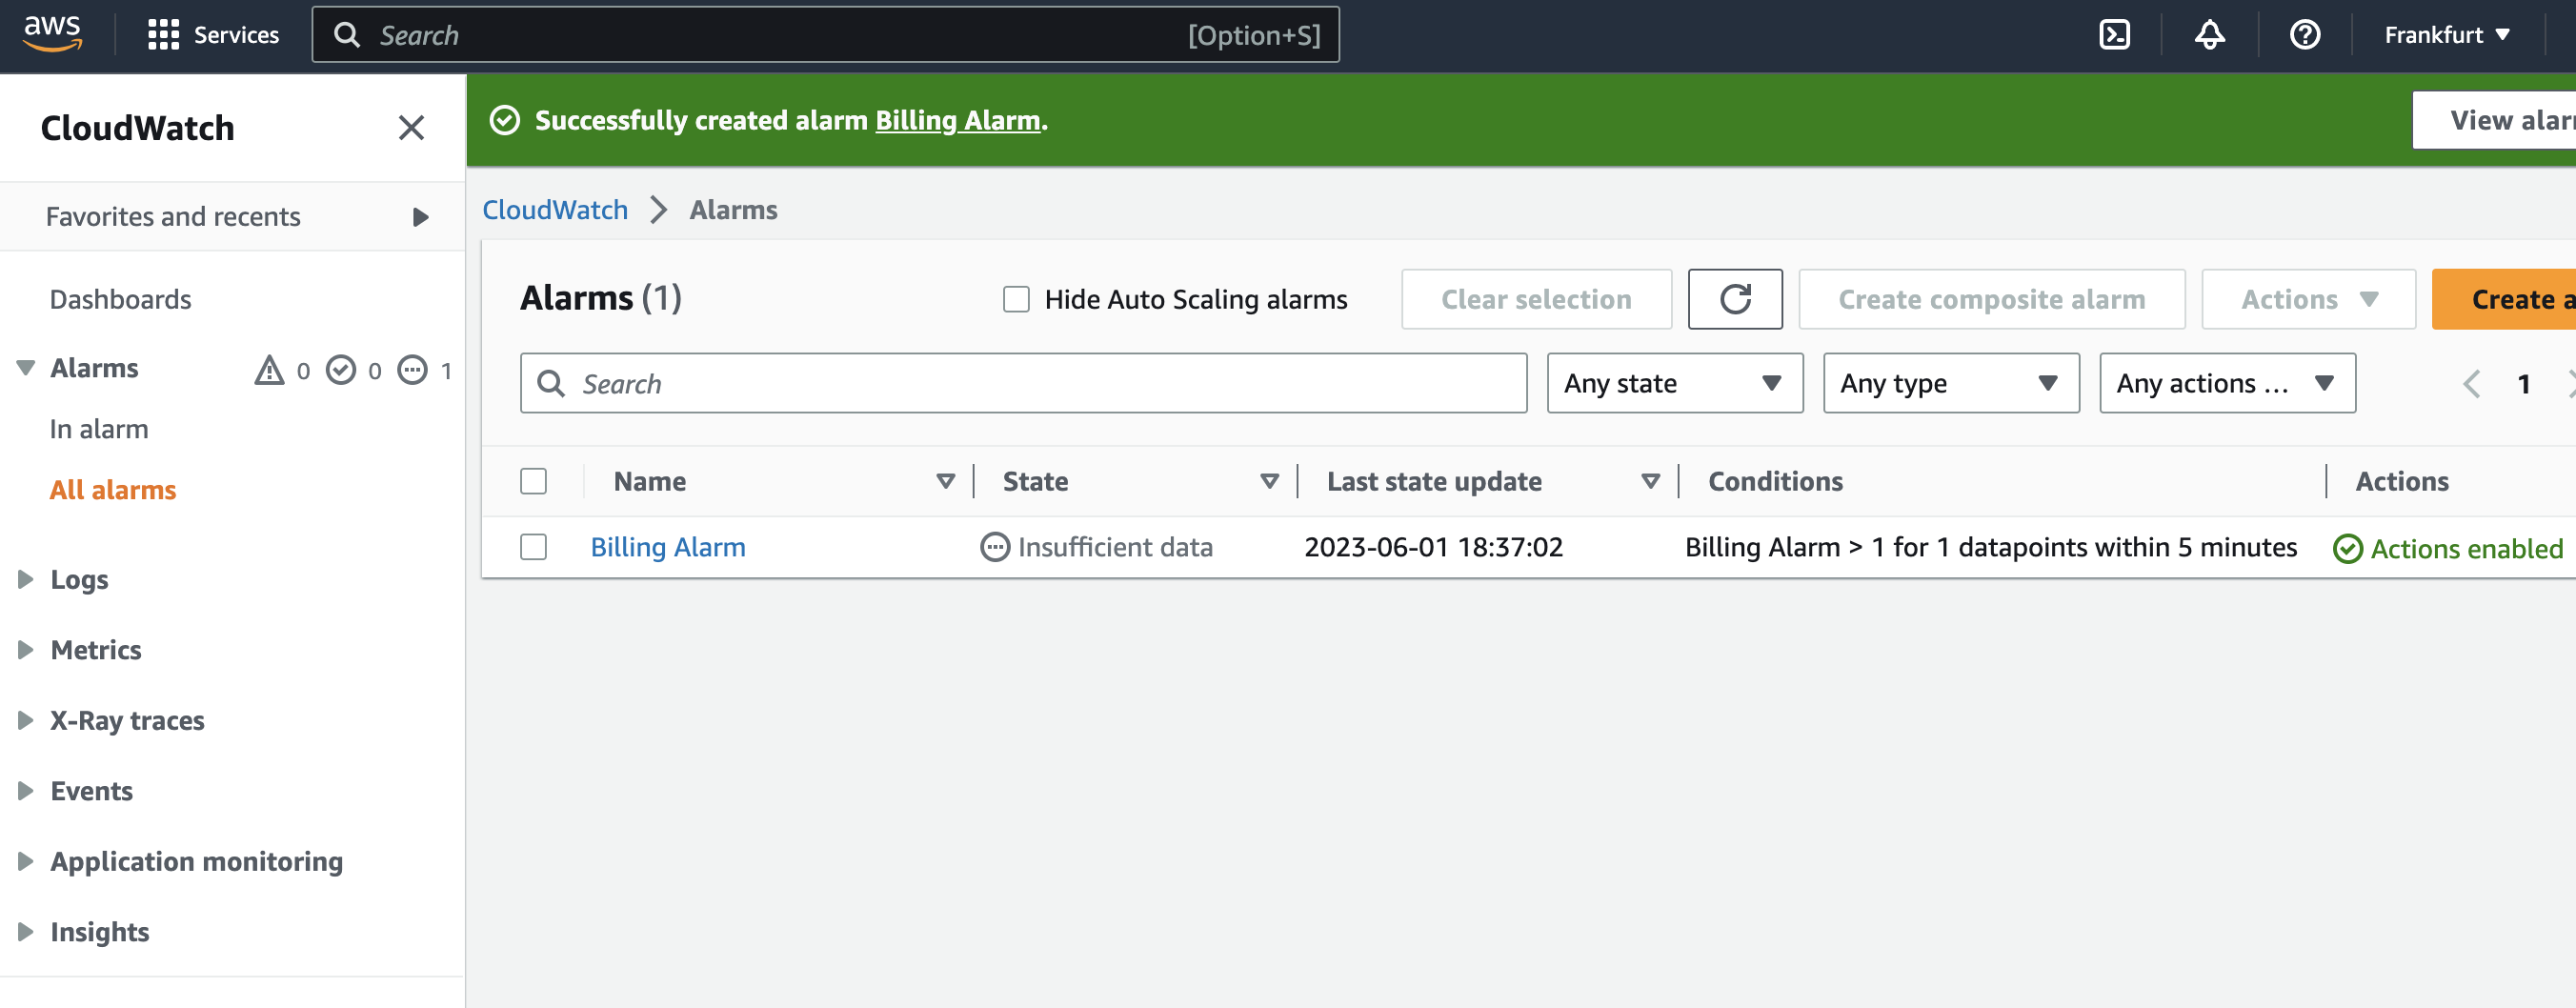 aws
Services
Search [Option+S]
Frankfurt
CloudWatch
Favorites and recents
Dashboards
Alarms 0 0 1
In alarm
All alarms
Logs
Metrics
X-Ray traces
Events
Application monitoring
Insights
Successfully created alarm Billing Alarm.
View
CloudWatch Alarms
Alarms (1)
Hide Auto Scaling alarms
Clear selection
Create composite alarm
Actions
Create
Search
Any state
Any type
Any actions ...
1
Name State Last state update Conditions Actions
Billing Alarm Insufficient data 2023-06-01 18:37:02 Billing Alarm > 1 for 1 datapoints within 5 minutes Actions enabled